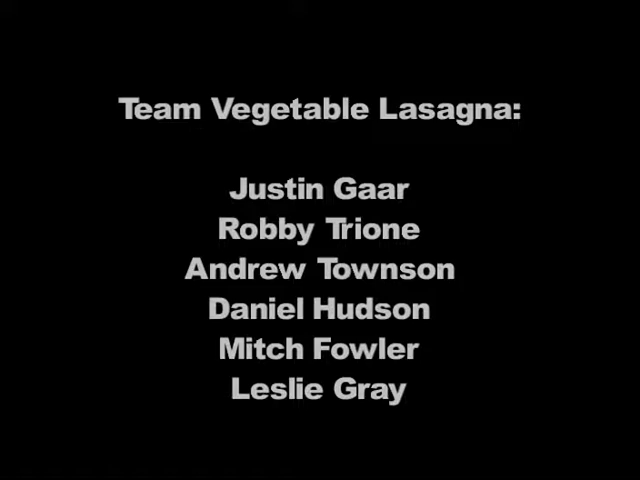 Team Vegetable Lasagna:
Justin Gaar
Robby Trione
Andrew Townson
Daniel Hudson
Mitch Fowler
Leslie Gray